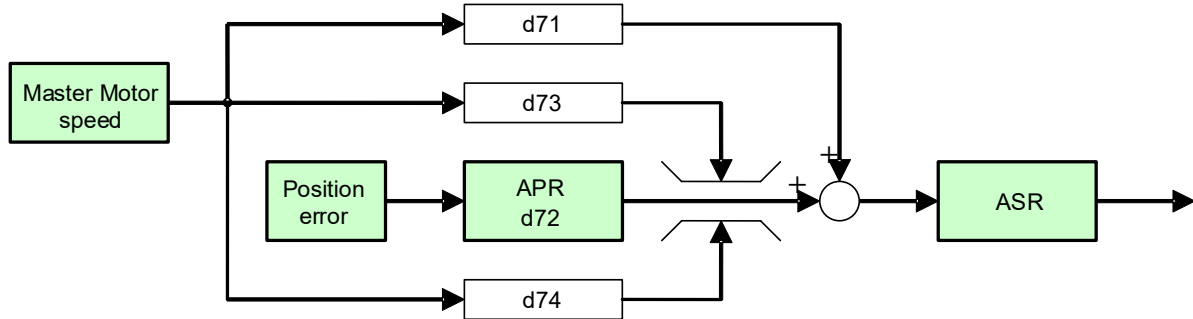 d71
Master Motor
speed
d73
+
Position
error
APR
d72
+
ASR
d74